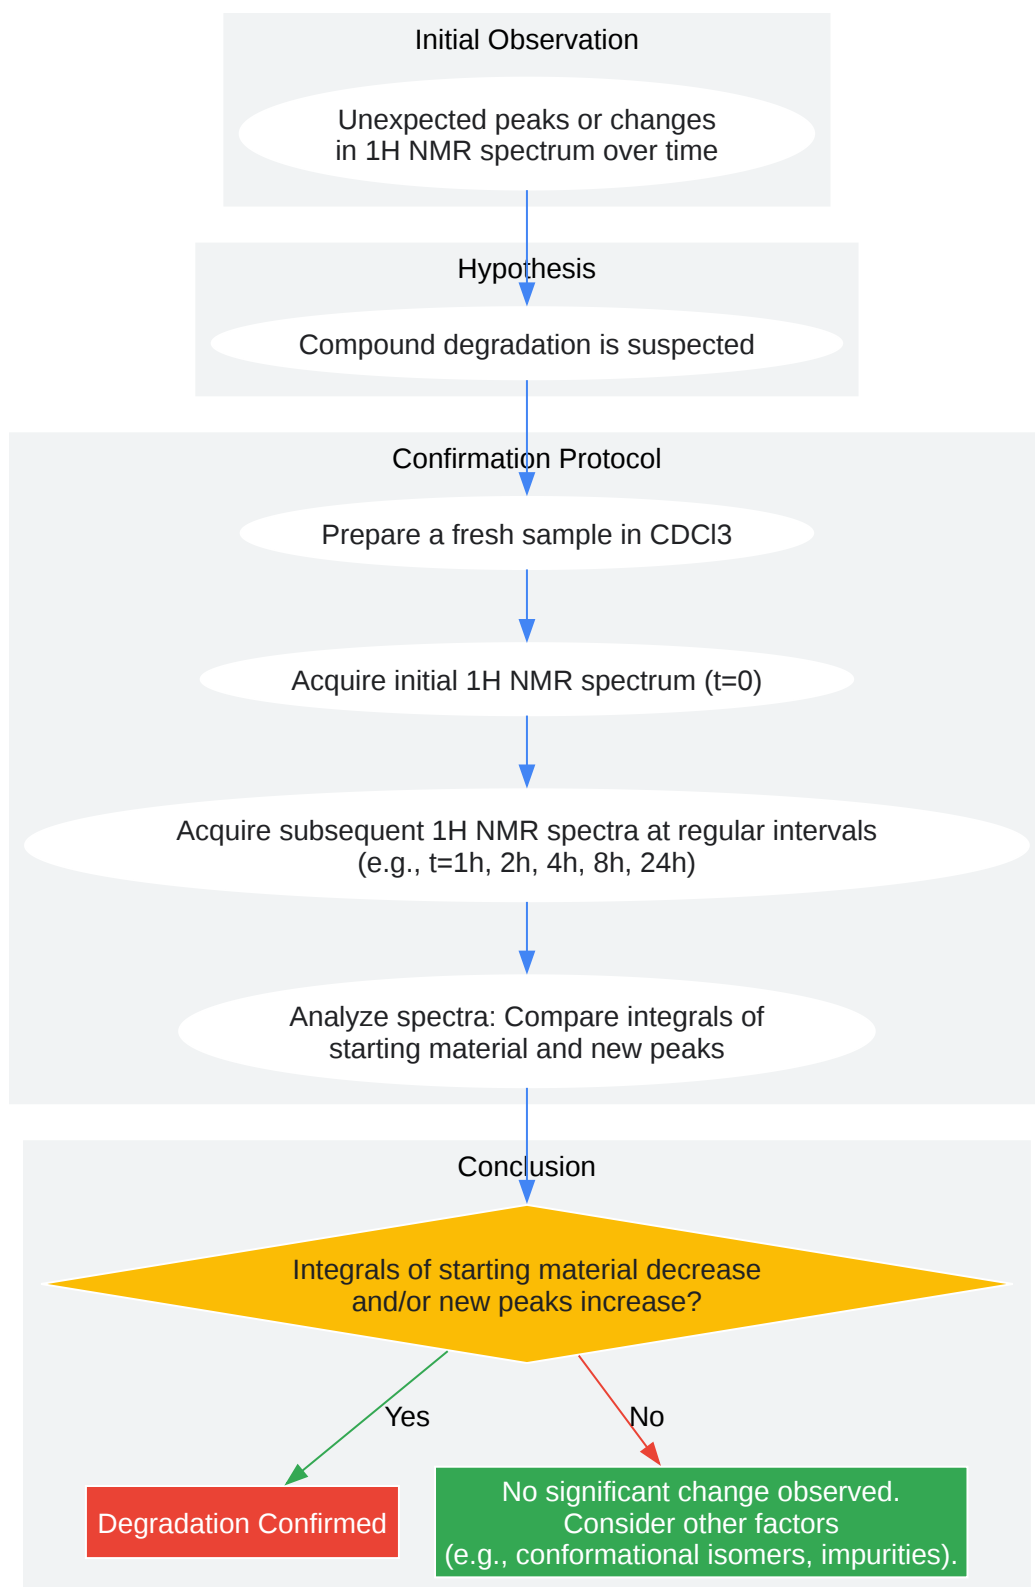 Initial Observation
Unexpected peaks or changes
in 1H NMR spectrum over time
Hypothesis
Compound degradation is suspected
Confirmation Protocol
Prepare a fresh sample in CDCl3
Acquire initial 1H NMR spectrum (t=0)
Acquire subsequent 1H NMR spectra at regular intervals
(e.g., t=1h, 2h, 4h, 8h, 24h)
Analyze spectra: Compare integrals of
starting material and new peaks
Conclusion
Integrals of starting material decrease
and/or new peaks increase?
Yes
No
Degradation Confirmed
No significant change observed.
Consider other factors
(e.g., conformational isomers, impurities).